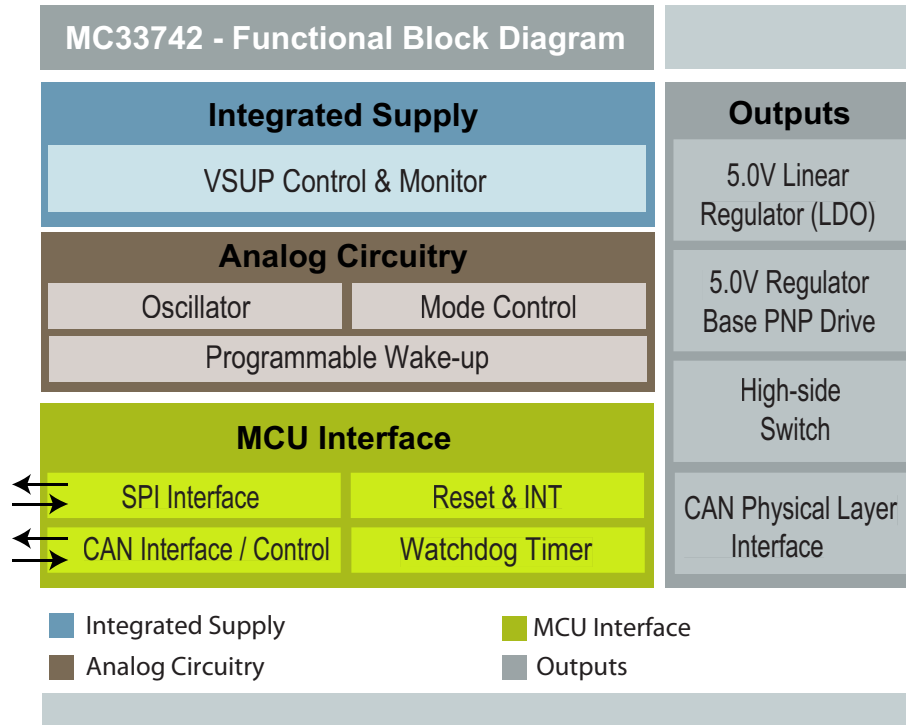 MC33742 - Functional Block Diagram
Integrated Supply
VSUP Control & Monitor
Analog Circuitry
Oscillator
Mode Control
Programmable Wake-up
MCU Interface
SPI Interface
Reset & INT
CAN Interface / Control
Watchdog Timer
Outputs
5.0V Linear
Regulator (LDO)
5.0V Regulator
Base PNP Drive
High-side
Switch
CAN Physical Layer
Interface
Integrated Supply
MCU Interface
Analog Circuitry
Outputs